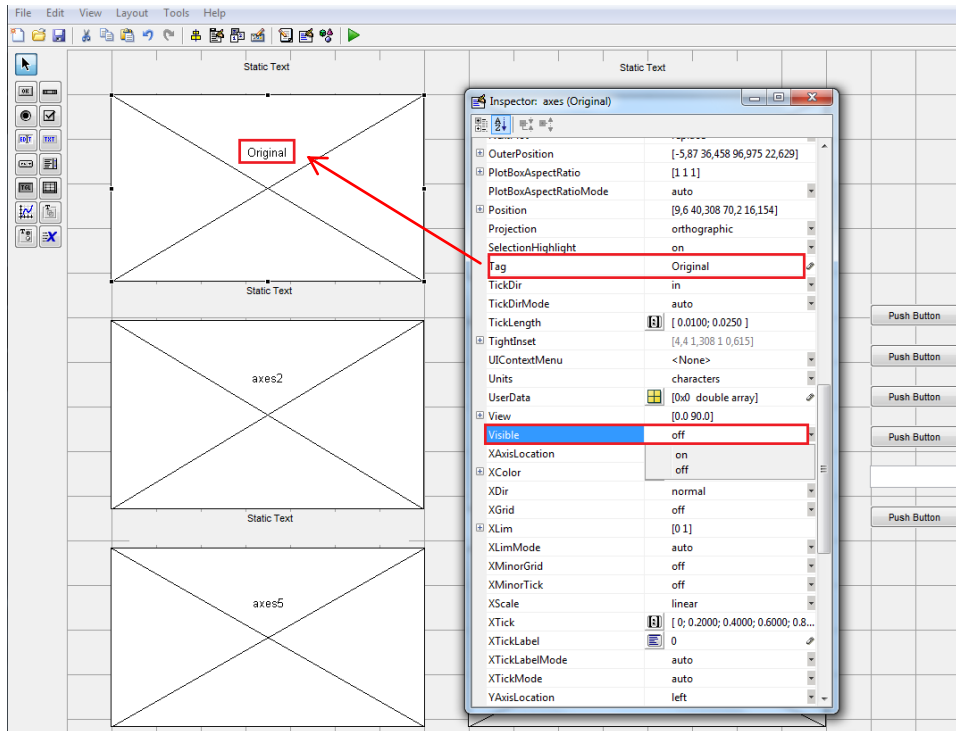 File Edit View Layout Tools Help
Static Text
Static Text
Original
Static Text
axes2
Static Text
axes5
Inspector: axes (Original)
OuterPosition [-5,87 36,458 96,975 22,629]
PlotBoxAspectRatio [1 1 1]
PlotBoxAspectRatioMode auto
Position [9,6 40,308 70,2 16,154]
Projection orthographic
SelectionHighlight on
Tag Original
TickDir in
TickDirMode auto
TickLength [ 0.0100; 0.0250 ]
TightInset [4,4 1,308 1 0,615]
UIContextMenu <None>
Units characters
UserData [0x0 double array]
View [0.0 90.0]
Visible off
on
off
XAxisLocation
XColor
XDir normal
XGrid off
XLim [0 1]
XLimMode auto
XMinorGrid off
XMinorTick off
XScale linear
XTick [ 0; 0.2000; 0.4000; 0.6000; 0.8...
XTickLabel 0
XTickLabelMode auto
XTickMode auto
YAxisLocation left
Push Button
Push Button
Push Button
Push Button
Push Button